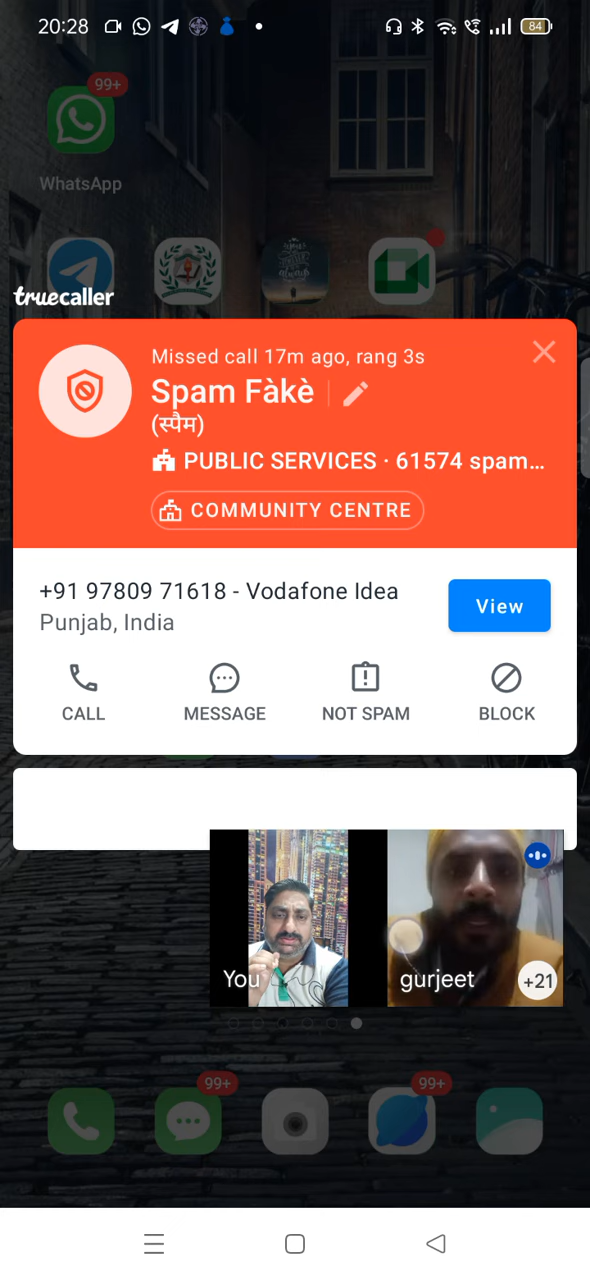 20:28
84
99+
WhatsApp
truecaller
Missed call 17m ago, rang 3s
Spam Fàkè
(स्पैम)
PUBLIC SERVICES · 61574 spam...
COMMUNITY CENTRE
+91 97809 71618 - Vodafone Idea
View
Punjab, India
CALL MESSAGE NOT SPAM BLOCK
You gurjeet +21
99+ 99+